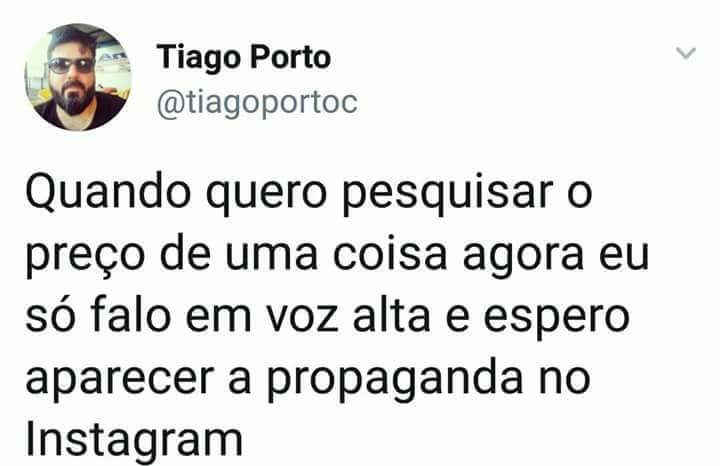 Tiago Porto
@tiagoportoc
Quando quero pesquisar o
preço de uma coisa agora eu
só falo em voz alta e espero
aparecer a propaganda no
Instagram